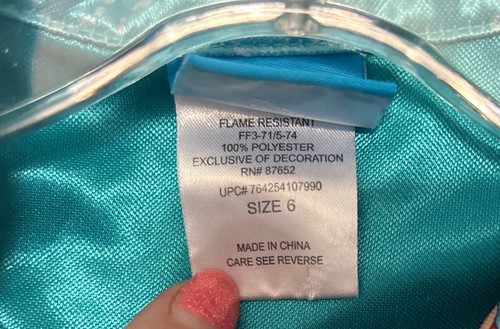 FLAME RESISTANT
FF3-71/5-74
100% POLYESTER
EXCLUSIVE OF DECORATION
RN# 87652
UPC# 764254107990
SIZE 6
MADE IN CHINA
CARE SEE REVERSE